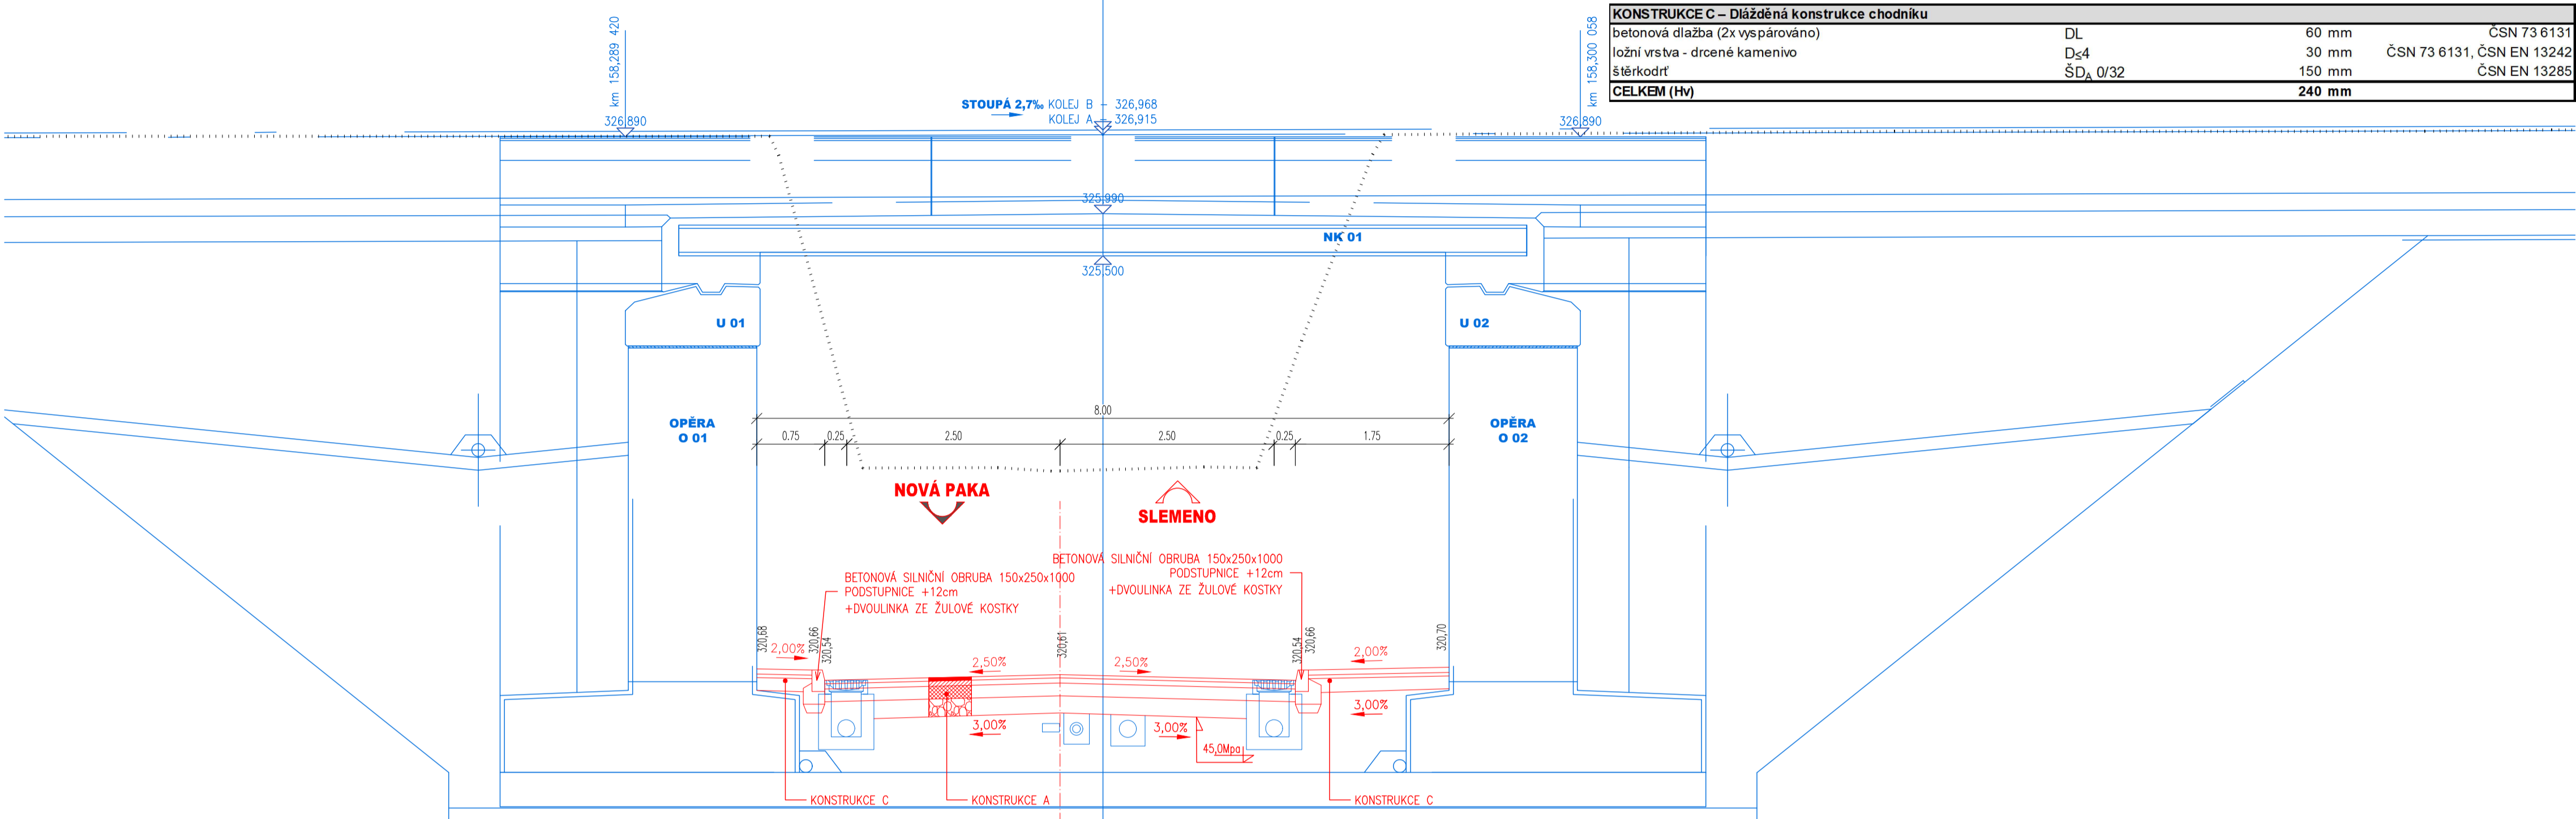 KONSTRUKCE C – Dlážděná konstrukce chodníku
betonová dlažba (2x vyspárováno) DL 60 mm ČSN 73 6131
ložní vrstva - drcené kamenivo D≤4 30 mm ČSN 73 6131, ČSN EN 13242
štěrkodrť ŠDA 0/32 150 mm ČSN EN 13285
CELKEM (Hv) 240 mm
km 158,289 420
km 158,300 058
STOUPÁ 2,7‰ KOLEJ B – 326,968
KOLEJ A – 326,915
326,890
326,890
325,990
NK 01
325,500
U 01
U 02
8.00
OPĚRA
O 01
OPĚRA
O 02
0.75 0.25 2.50 2.50 0.25 1.75
NOVÁ PAKA
SLEMENO
BETONOVÁ SILNIČNÍ OBRUBA 150x250x1000
PODSTUPNICE +12cm
+DVOULINKA ZE ŽULOVÉ KOSTKY
BETONOVÁ SILNIČNÍ OBRUBA 150x250x1000
PODSTUPNICE +12cm
+DVOULINKA ZE ŽULOVÉ KOSTKY
320,68
320,66
320,54
320,61
320,54
320,66
320,70
2,00%
2,50%
2,50%
2,00%
3,00%
3,00%
3,00%
45,0Mpa
KONSTRUKCE C
KONSTRUKCE A
KONSTRUKCE C